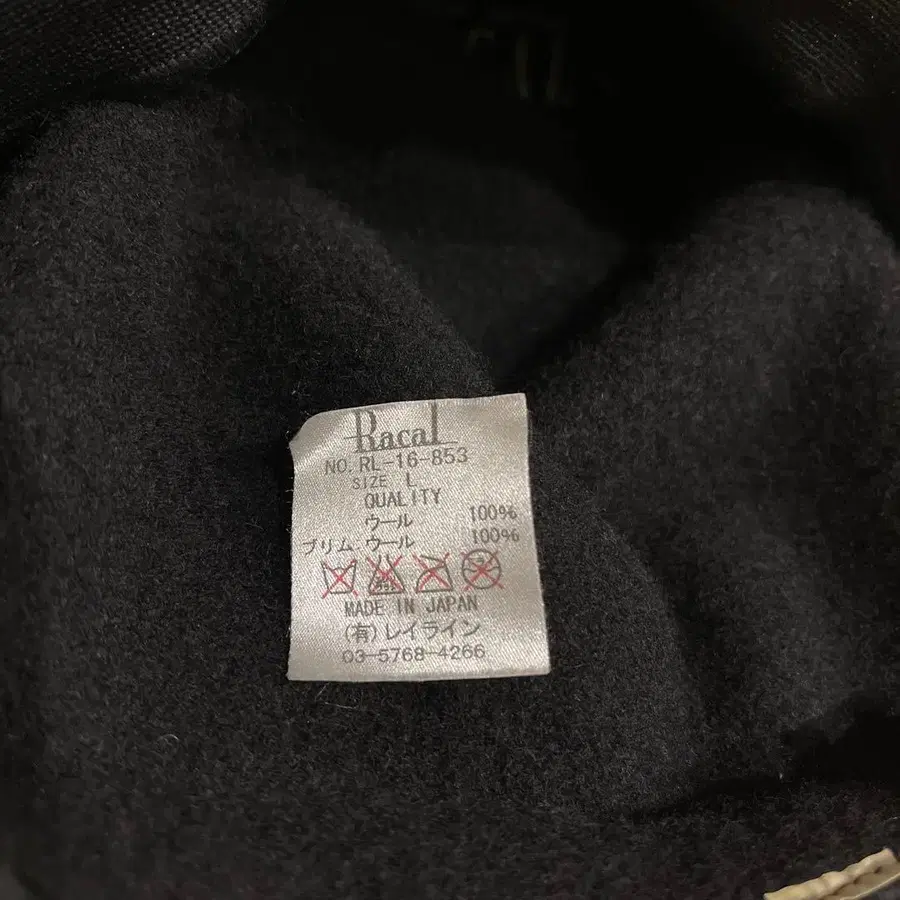 Racal
NO. RL-16-853
SIZE L
QUALITY
ウール 100%
ブリム ウール 100%
MADE IN JAPAN
(有)レイライン
03-5768-4266